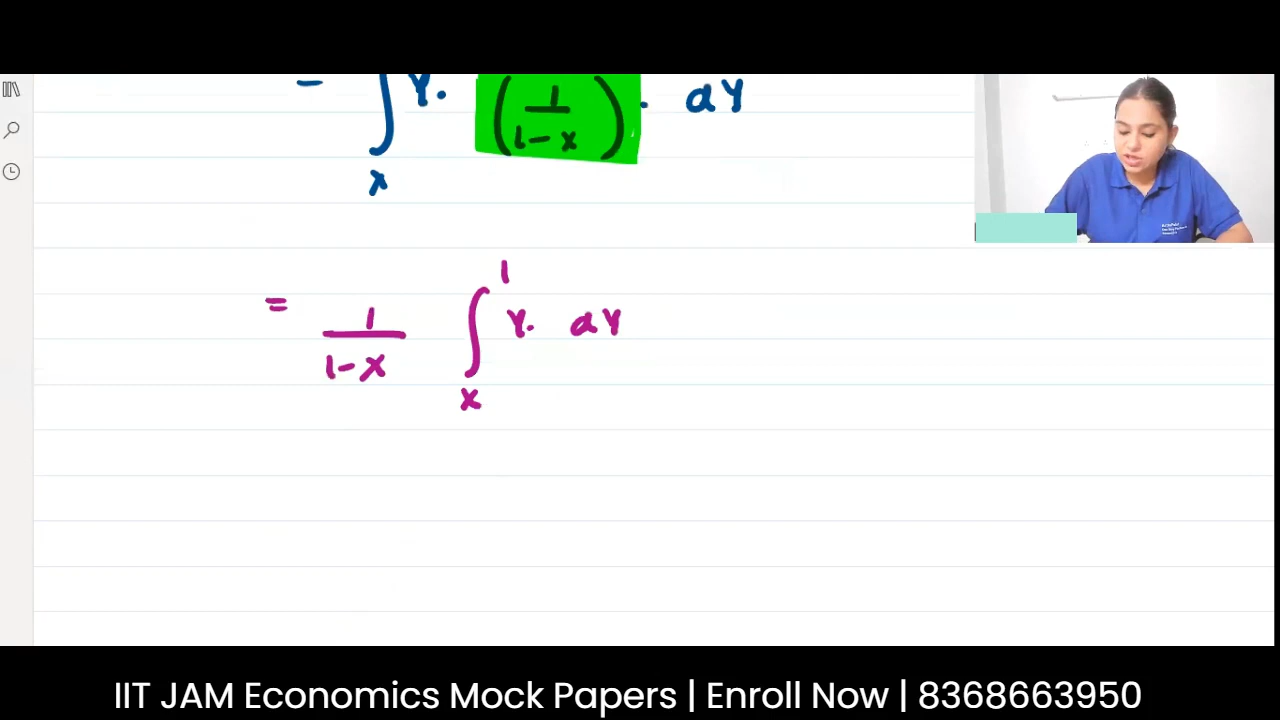 = ∫ y. (1/1-x). dy
x
= 1/1-x ∫ y. dy
1
x
IIT JAM Economics Mock Papers | Enroll Now | 8368663950